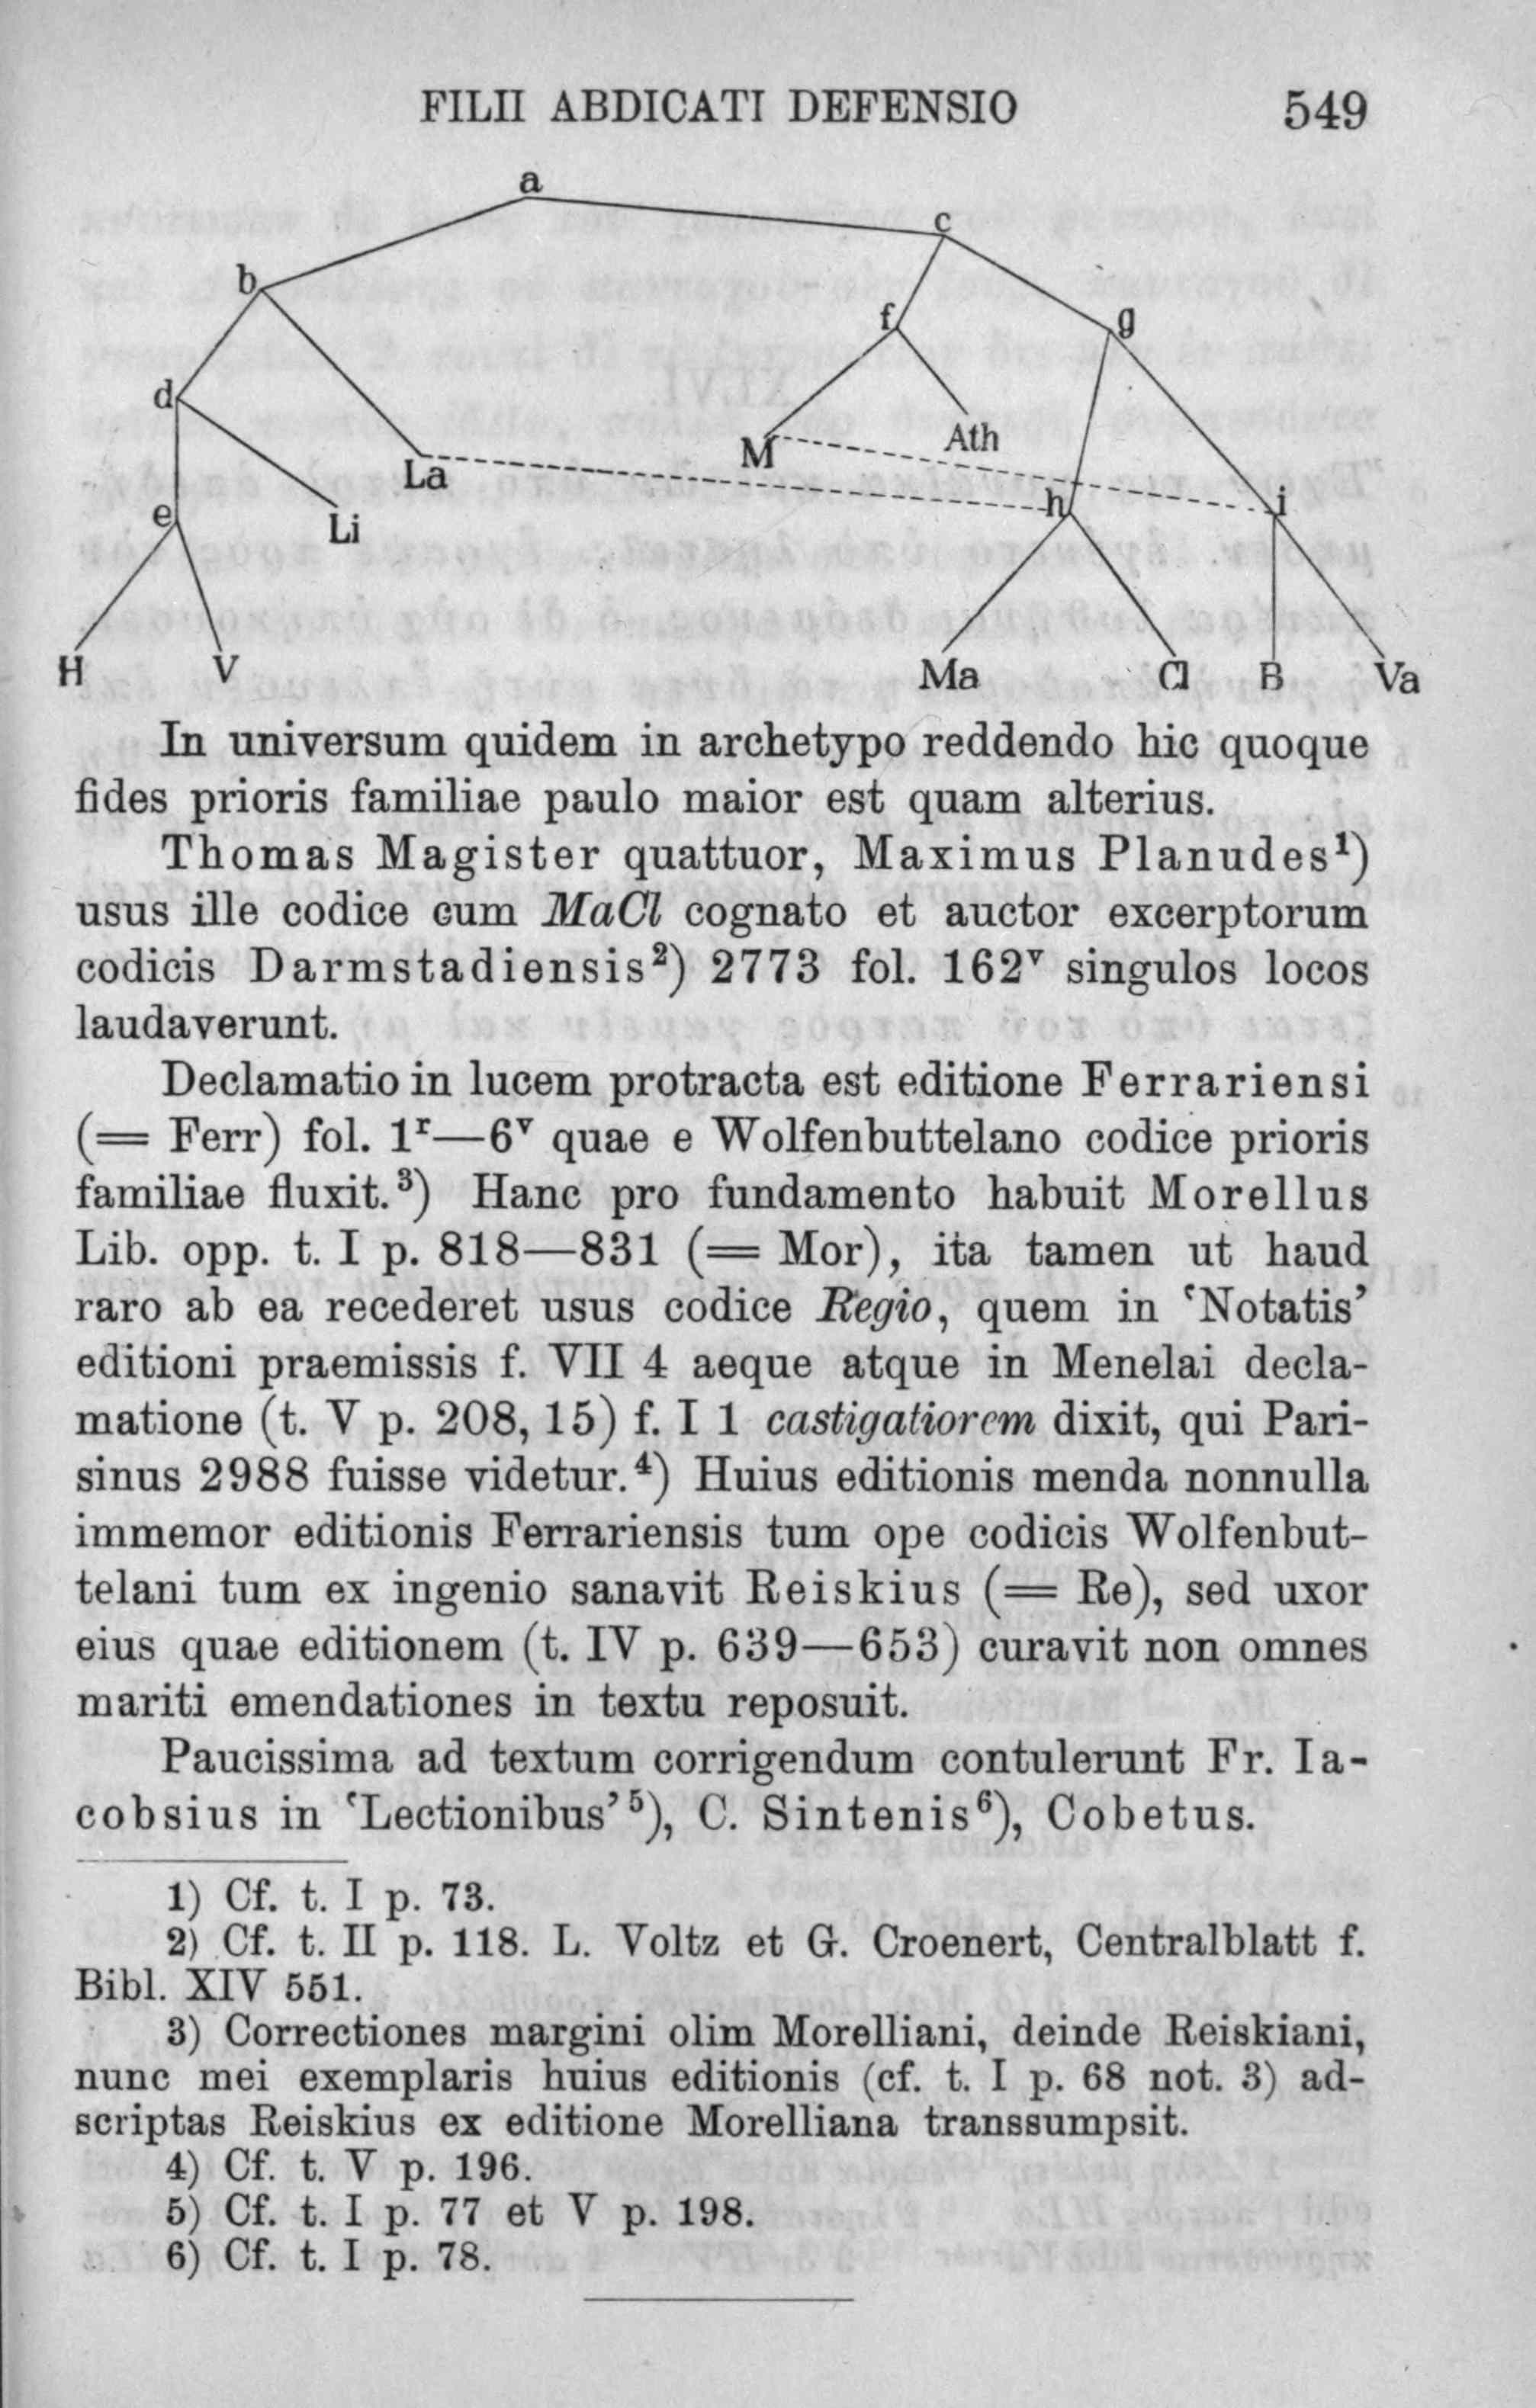 FILII ABDICATI DEFENSIO 549
a
c
b
f
g
d
M
Ath
La
h
i
e
Li
H
V
Ma
Cl
B
Va
In universum quidem in archetypo reddendo hic quoque
fides prioris familiae paulo maior est quam alterius.
Thomas Magister quattuor, Maximus Planudes¹)
usus ille codice cum MaCl cognato et auctor excerptorum
codicis Darmstadiensis²) 2773 fol. 162ᵛ singulos locos
laudaverunt.
Declamatio in lucem protracta est editione Ferrariensi
(= Ferr) fol. 1ʳ—6ᵛ quae e Wolfenbuttelano codice prioris
familiae fluxit.³) Hanc pro fundamento habuit Morellus
Lib. opp. t. I p. 818—831 (= Mor), ita tamen ut haud
raro ab ea recederet usus codice Regio, quem in ‘Notatis’
editioni praemissis f. VII 4 aeque atque in Menelai decla-
matione (t. V p. 208, 15) f. I 1 castigatiorem dixit, qui Pari-
sinus 2988 fuisse videtur.⁴) Huius editionis menda nonnulla
immemor editionis Ferrariensis tum ope codicis Wolfenbut-
telani tum ex ingenio sanavit Reiskius (= Re), sed uxor
eius quae editionem (t. IV p. 639—653) curavit non omnes
mariti emendationes in textu reposuit.
Paucissima ad textum corrigendum contulerunt Fr. Ia-
cobsius in ‘Lectionibus’⁵), C. Sintenis⁶), Cobetus.
1) Cf. t. I p. 73.
2) Cf. t. II p. 118. L. Voltz et G. Croenert, Centralblatt f.
Bibl. XIV 551.
3) Correctiones margini olim Morelliani, deinde Reiskiani,
nunc mei exemplaris huius editionis (cf. t. I p. 68 not. 3) ad-
scriptas Reiskius ex editione Morelliana transsumpsit.
4) Cf. t. V p. 196.
5) Cf. t. I p. 77 et V p. 198.
6) Cf. t. I p. 78.